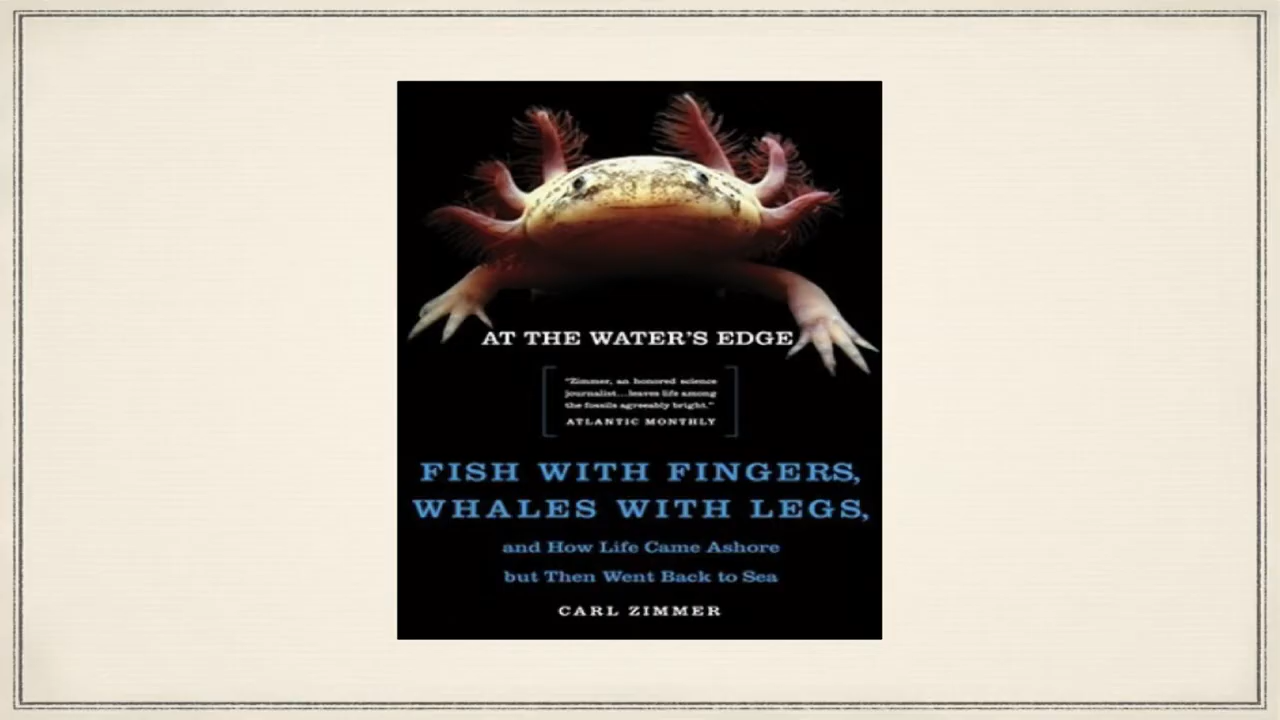 AT THE WATER'S EDGE
"Zimmer, an honored science
journalist...leaves life among
the fossils agreeably bright."
ATLANTIC MONTHLY
FISH WITH FINGERS,
WHALES WITH LEGS,
and How Life Came Ashore
but Then Went Back to Sea
CARL ZIMMER